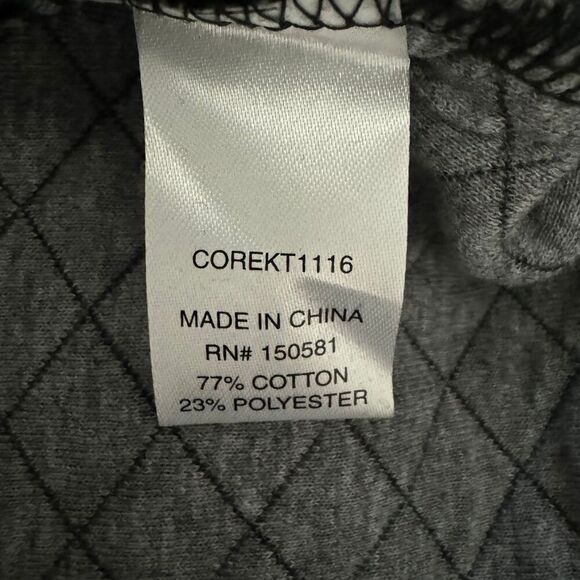 COREKT1116
MADE IN CHINA
RN# 150581
77% COTTON
23% POLYESTER